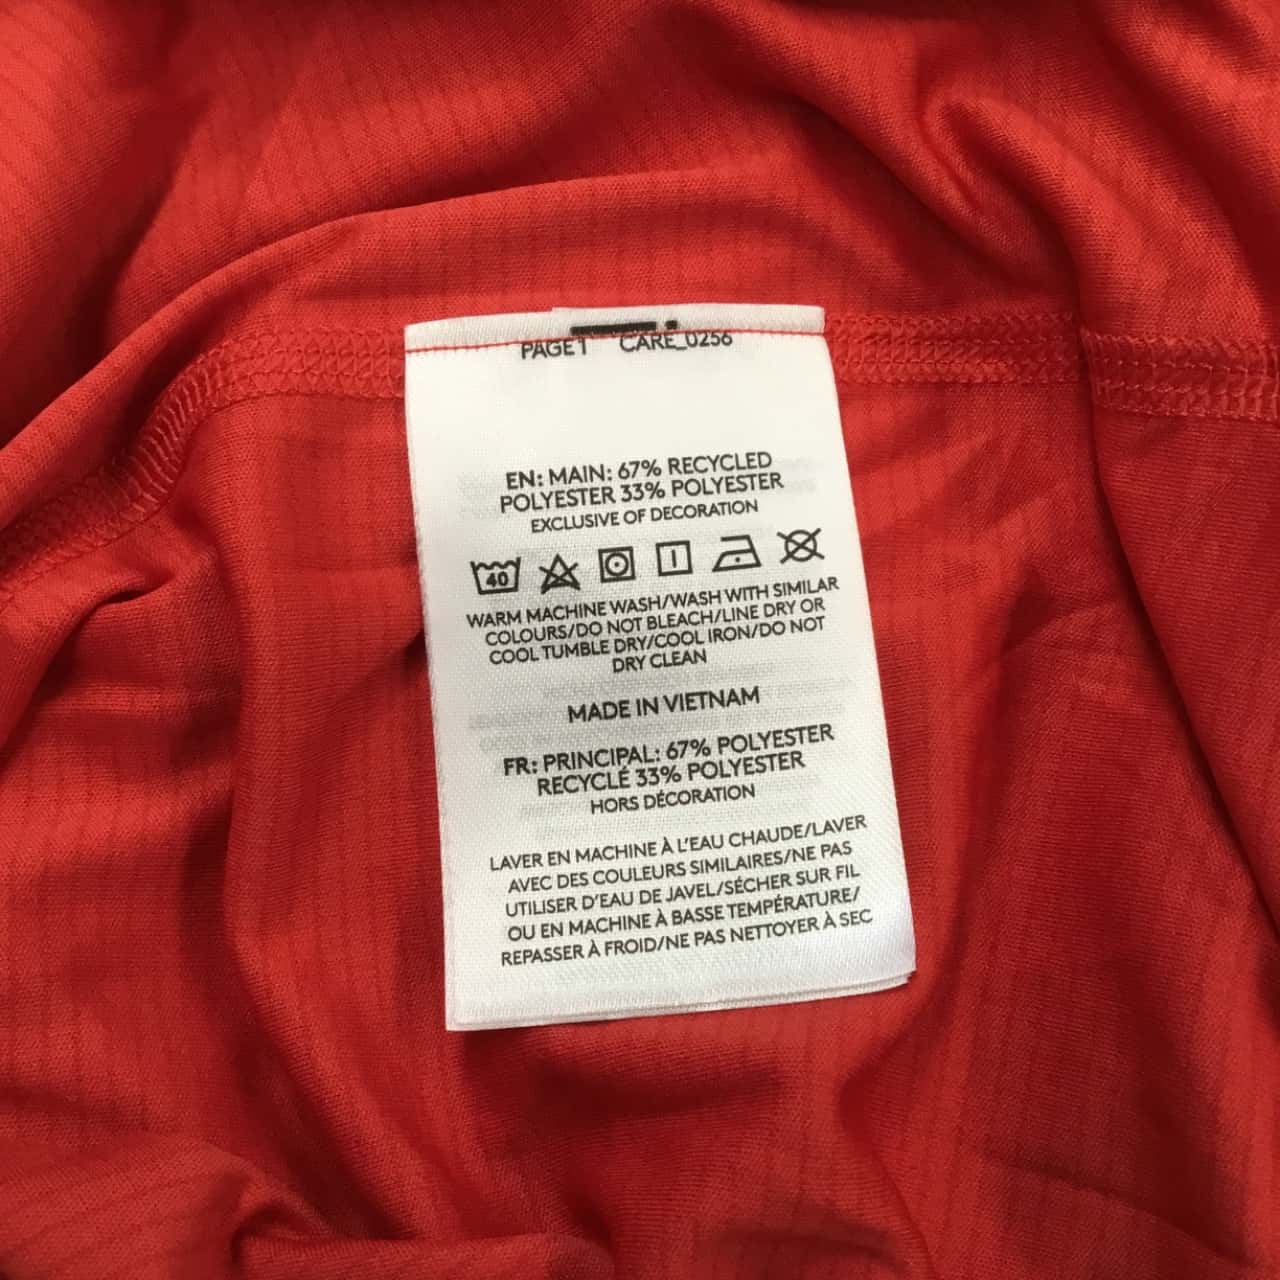 PAGE1 CARE_0256
EN: MAIN: 67% RECYCLED
POLYESTER 33% POLYESTER
EXCLUSIVE OF DECORATION
40
WARM MACHINE WASH/WASH WITH SIMILAR
COLOURS/DO NOT BLEACH/LINE DRY OR
COOL TUMBLE DRY/COOL IRON/DO NOT
DRY CLEAN
MADE IN VIETNAM
FR: PRINCIPAL: 67% POLYESTER
RECYCLÉ 33% POLYESTER
HORS DÉCORATION
LAVER EN MACHINE À L'EAU CHAUDE/LAVER
AVEC DES COULEURS SIMILAIRES/NE PAS
UTILISER D'EAU DE JAVEL/SÉCHER SUR FIL
OU EN MACHINE À BASSE TEMPÉRATURE/
REPASSER À FROID/NE PAS NETTOYER À SEC